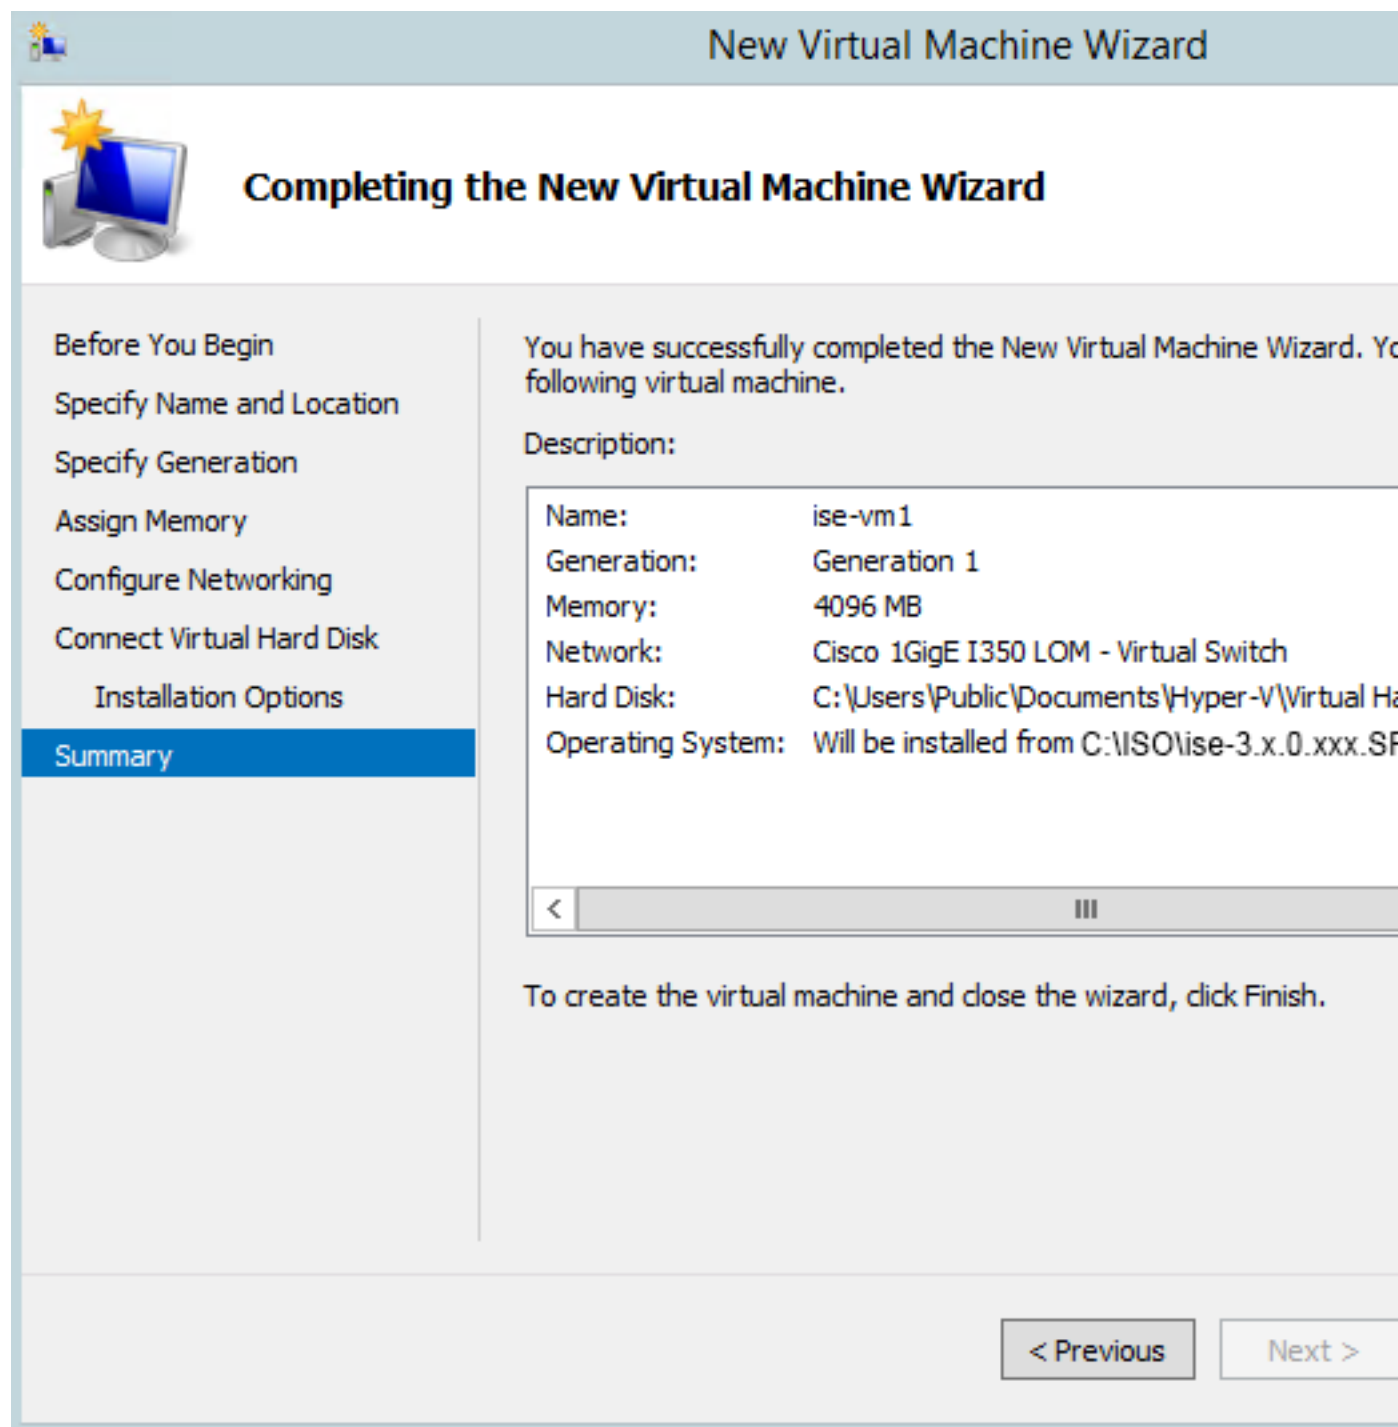 New Virtual Machine Wizard
Completing the New Virtual Machine Wizard
Before You Begin
Specify Name and Location
Specify Generation
Assign Memory
Configure Networking
Connect Virtual Hard Disk
Installation Options
Summary
You have successfully completed the New Virtual Machine Wizard.
following virtual machine.
Description:
Name: ise-vm1
Generation: Generation 1
Memory: 4096 MB
Network: Cisco 1GigE I350 LOM - Virtual Switch
Hard Disk: C:\Users\Public\Documents\Hyper-V\Virtual
Operating System: Will be installed from C:\ISO\ise-3.x.0.xxx.
To create the virtual machine and close the wizard, click Finish.
< Previous
Next >